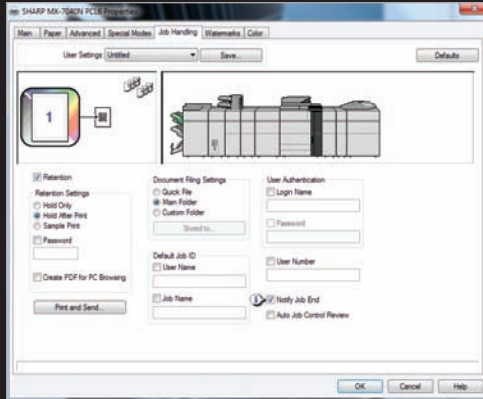 SHARP MX-7040N PCL6 Properties
Main Paper Advanced Special Modes Job Handling Watermarks Color
User Settings: Untitled Save... Defaults
1
Retention
Retention Settings
Hold Only
Hold After Print
Sample Print
Password
Create PDF for PC Browsing
Print and Send...
Document Filing Settings
Quick File
Main Folder
Custom Folder
Stored to...
Default Job ID
User Name
Job Name
User Authentication
Login Name
Password
User Number
Notify Job End
Auto Job Control Review
OK Cancel Help